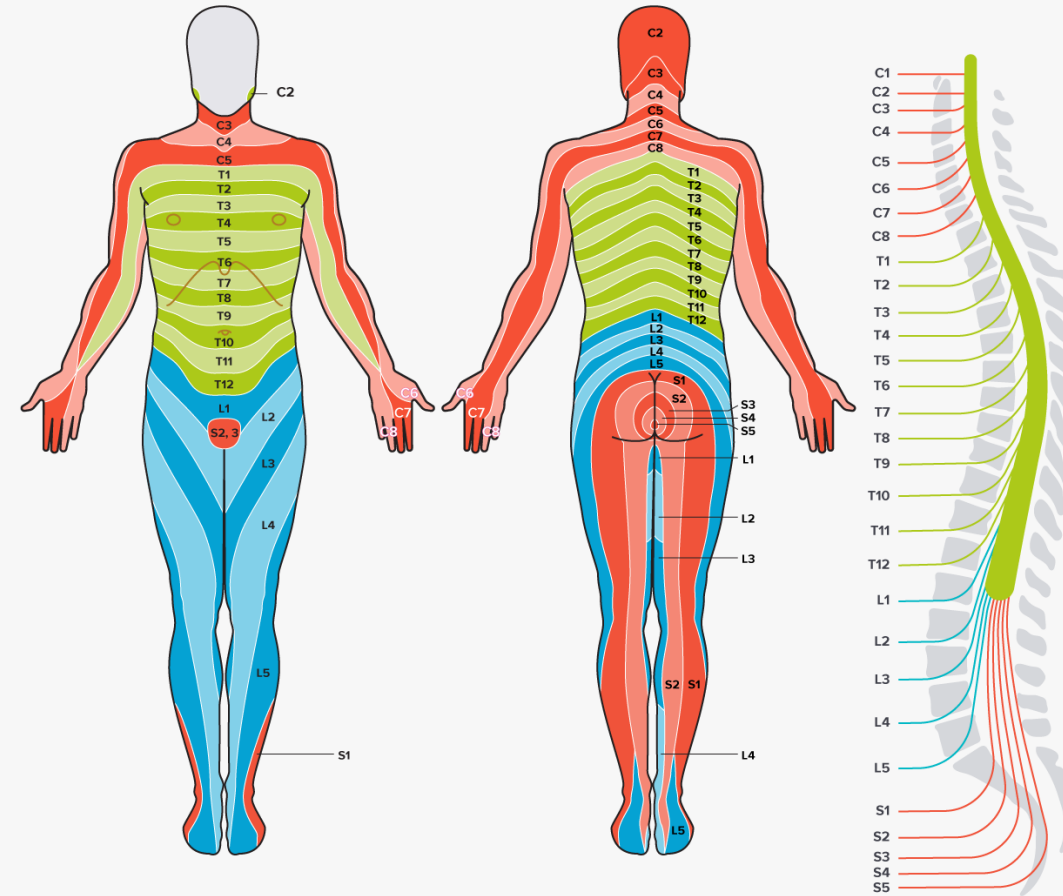 C2
C3
C4
C5
T1
T2
T3
T4
T5
T6
T7
T8
T9
T10
T11
T12
L1
L2
S2, 3
L3
L4
L5
S1
C6
C7
C8
C2
C3
C4
C5
C6
C7
C8
T1
T2
T3
T4
T5
T6
T7
T8
T9
T10
T11
T12
L1
L2
L3
L4
L5
S1
S2
S3
S4
S5
C6
C7
C8
L1
L2
L3
S2
S1
L4
L5
C1
C2
C3
C4
C5
C6
C7
C8
T1
T2
T3
T4
T5
T6
T7
T8
T9
T10
T11
T12
L1
L2
L3
L4
L5
S1
S2
S3
S4
S5